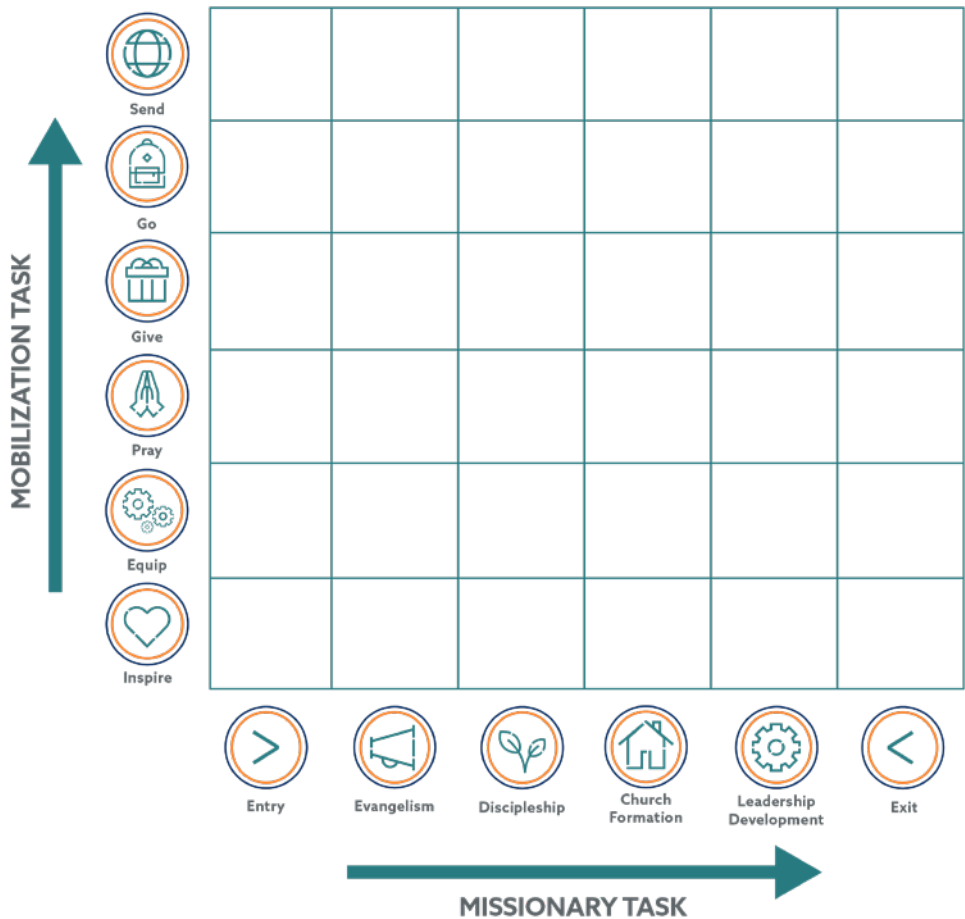 Send
Go
Give
Pray
Equip
Inspire
MOBILIZATION TASK
Entry
Evangelism
Discipleship
Church
Formation
Leadership
Development
Exit
MISSIONARY TASK